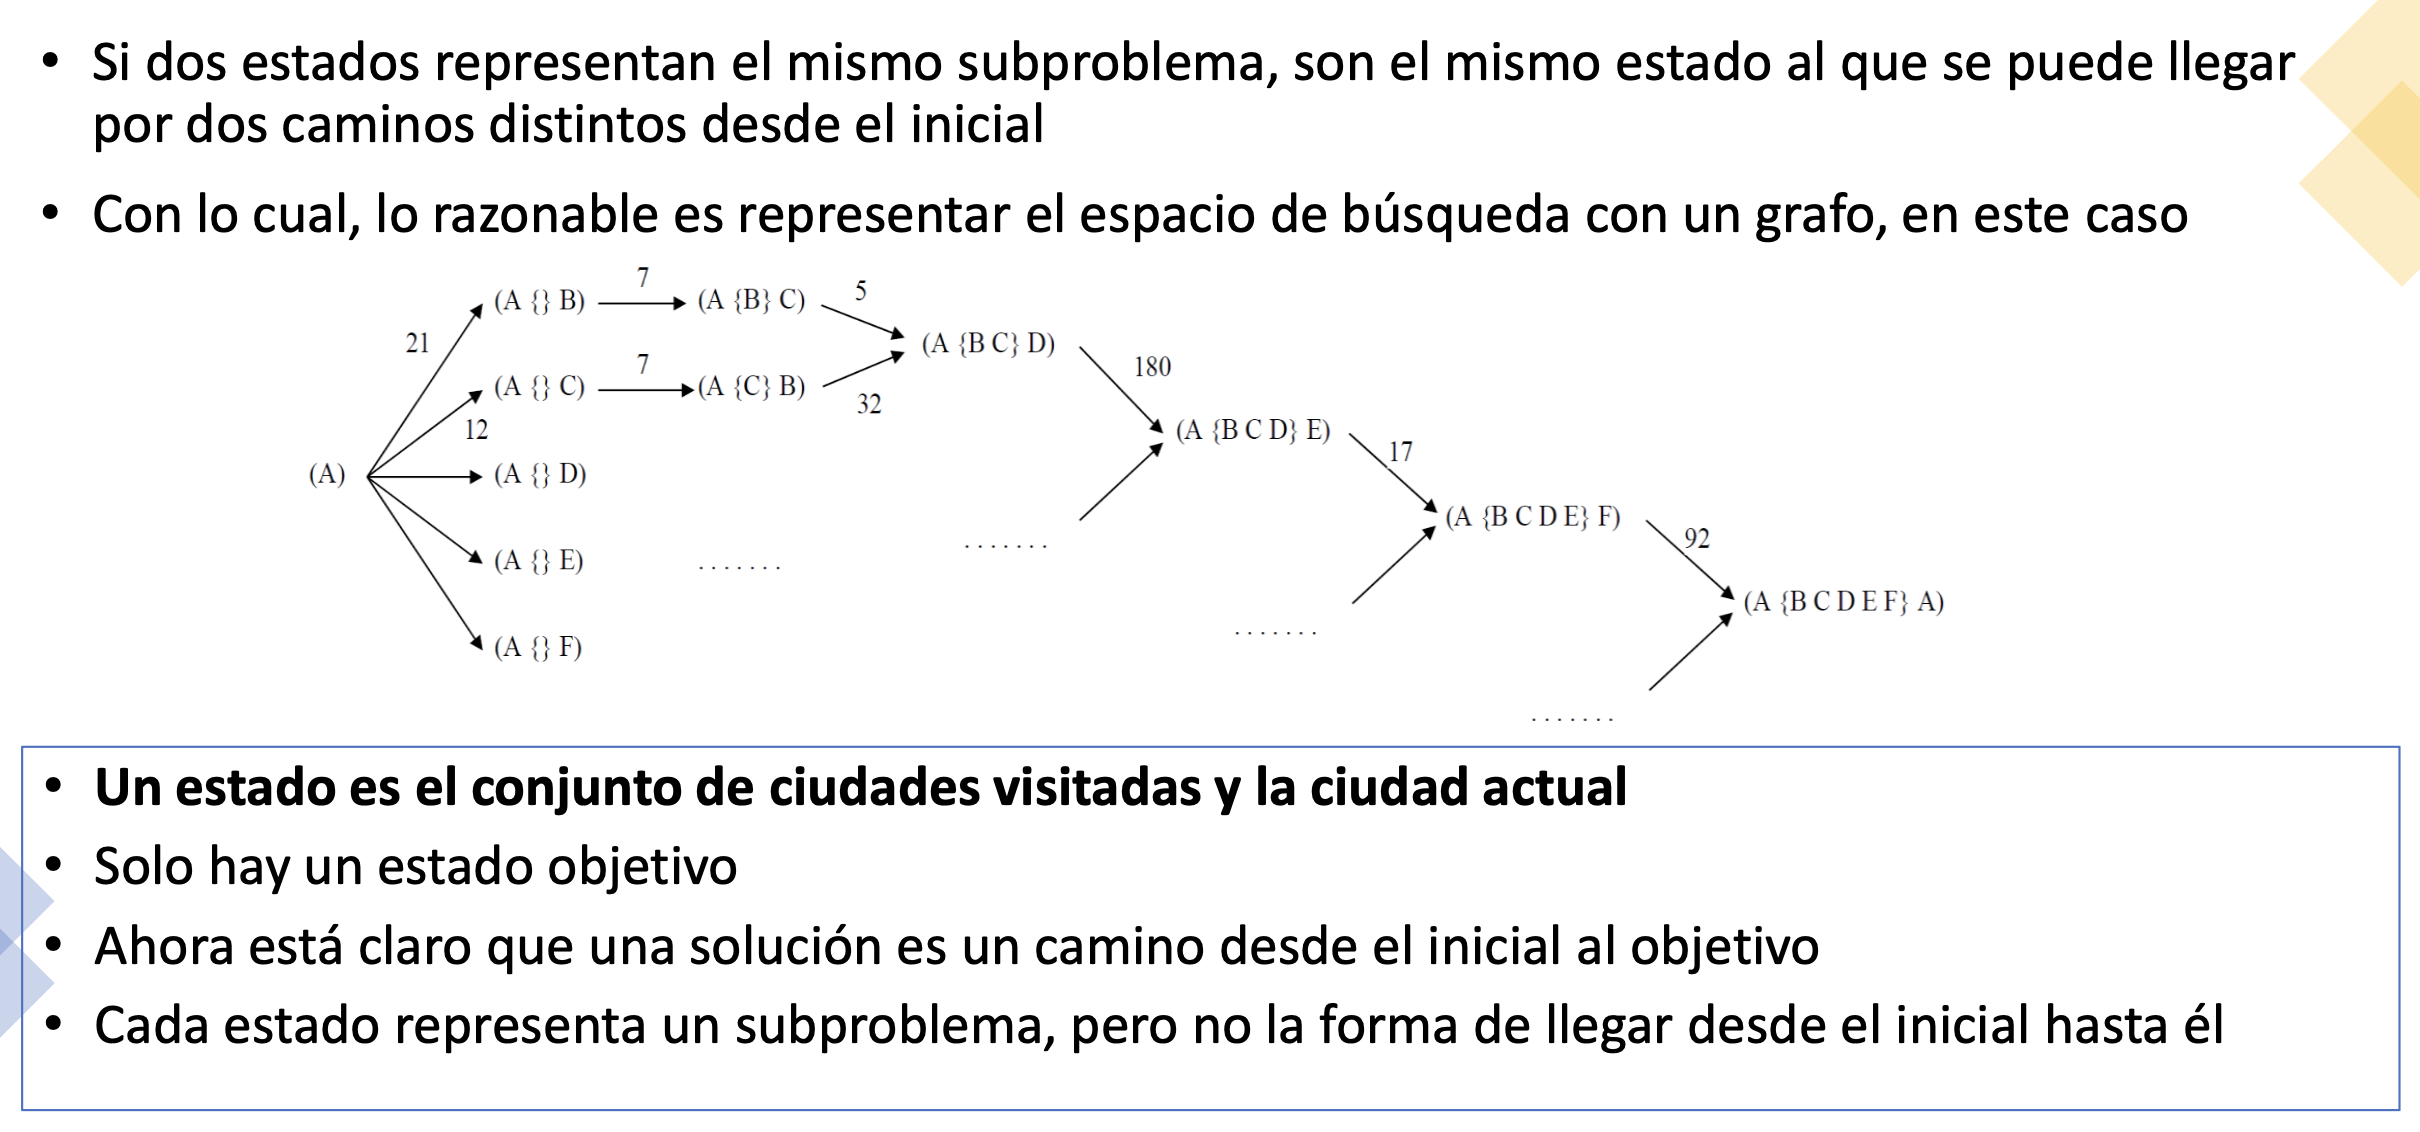 • Si dos estados representan el mismo subproblema, son el mismo estado al que se puede llegar
por dos caminos distintos desde el inicial
• Con lo cual, lo razonable es representar el espacio de búsqueda con un grafo, en este caso
7
(A {} B)
(A {B} C)
5
21
(A {B C} D)
7
180
(A {} C)
(A {C} B)
32
12
(A {B C D} E)
17
(A)
(A {} D)
(A {B C D E} F)
92
. . . . . . .
(A {} E)
. . . . . . .
(A {B C D E F} A)
. . . . . . .
(A {} F)
. . . . . . .
• Un estado es el conjunto de ciudades visitadas y la ciudad actual
• Solo hay un estado objetivo
• Ahora está claro que una solución es un camino desde el inicial al objetivo
• Cada estado representa un subproblema, pero no la forma de llegar desde el inicial hasta él